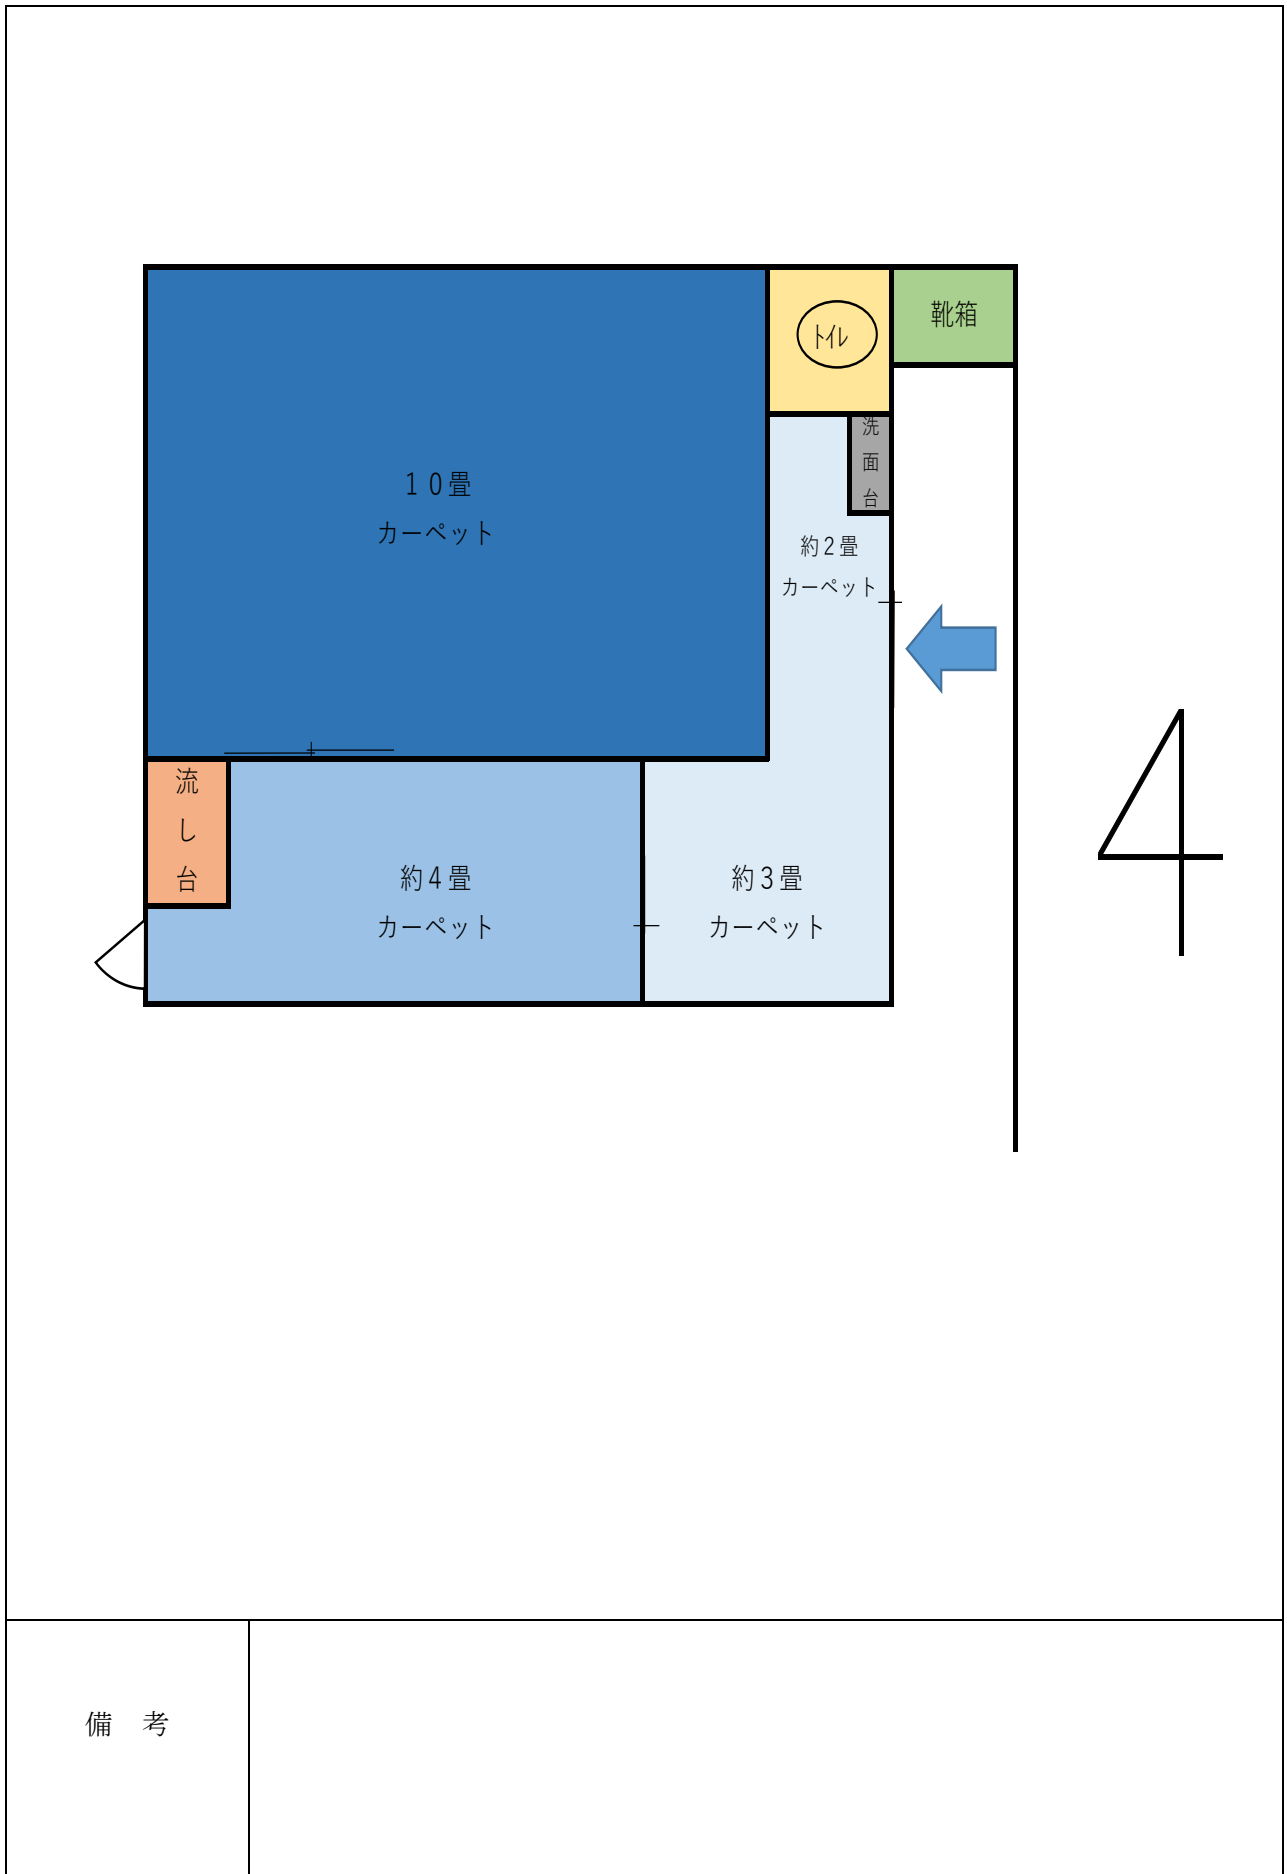 靴箱
トイレ
洗面台
１０畳
カーペット
約２畳
カーペット
流し台
約４畳
カーペット
約３畳
カーペット
備　考